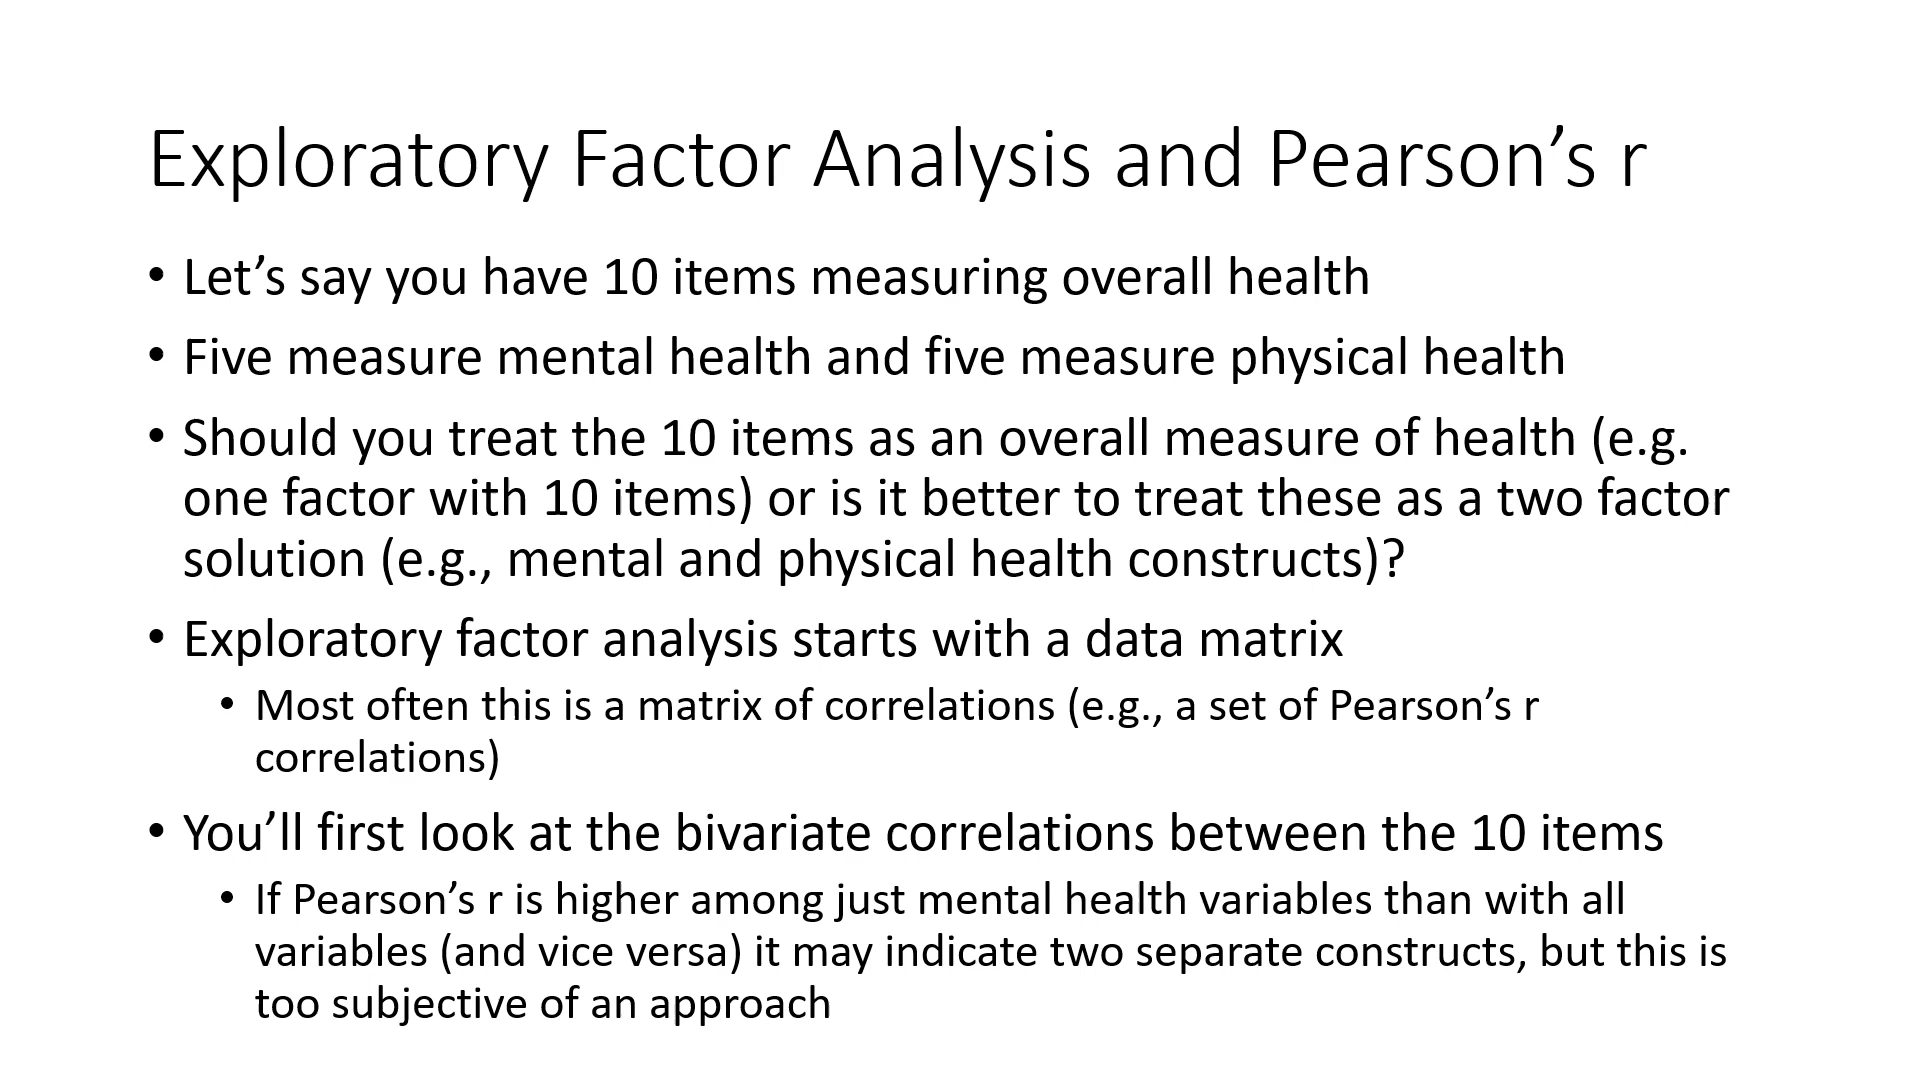 Exploratory Factor Analysis and Pearson’s r
• Let’s say you have 10 items measuring overall health
• Five measure mental health and five measure physical health
• Should you treat the 10 items as an overall measure of health (e.g.
one factor with 10 items) or is it better to treat these as a two factor
solution (e.g., mental and physical health constructs)?
• Exploratory factor analysis starts with a data matrix
• Most often this is a matrix of correlations (e.g., a set of Pearson’s r
correlations)
• You’ll first look at the bivariate correlations between the 10 items
• If Pearson’s r is higher among just mental health variables than with all
variables (and vice versa) it may indicate two separate constructs, but this is
too subjective of an approach